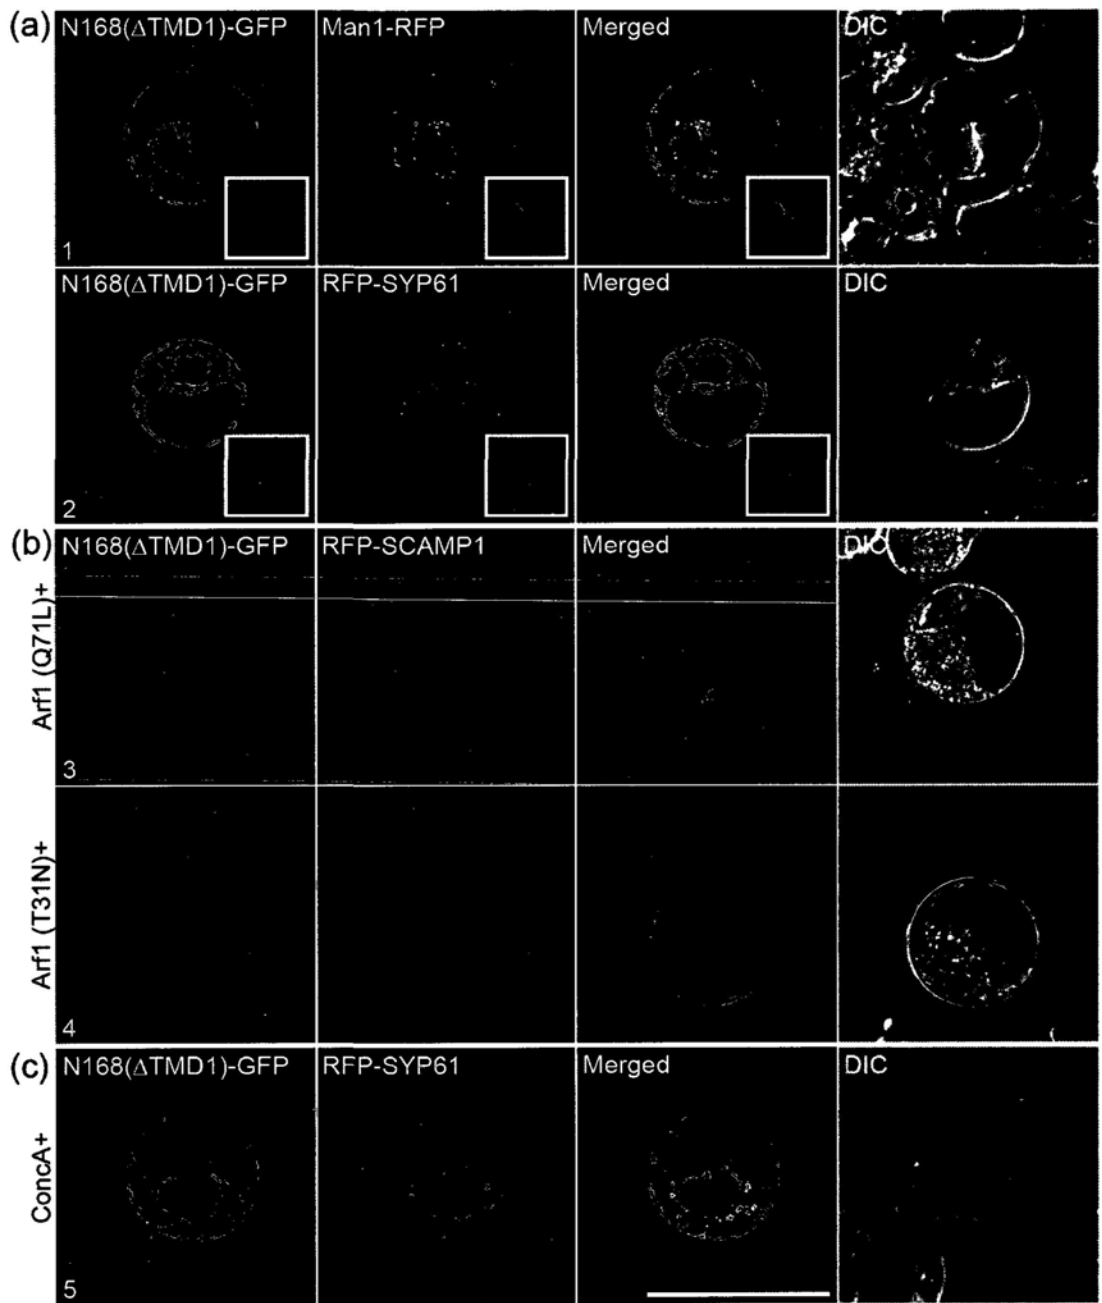 (a) N168(ΔTMD1)-GFP Man1-RFP Merged DIC
1
N168(ΔTMD1)-GFP RFP-SYP61 Merged DIC
2
(b) N168(ΔTMD1)-GFP RFP-SCAMP1 Merged DIC
Arf1 (Q71L)+
3
Arf1 (T31N)+
4
(c) N168(ΔTMD1)-GFP RFP-SYP61 Merged DIC
ConcA+
5